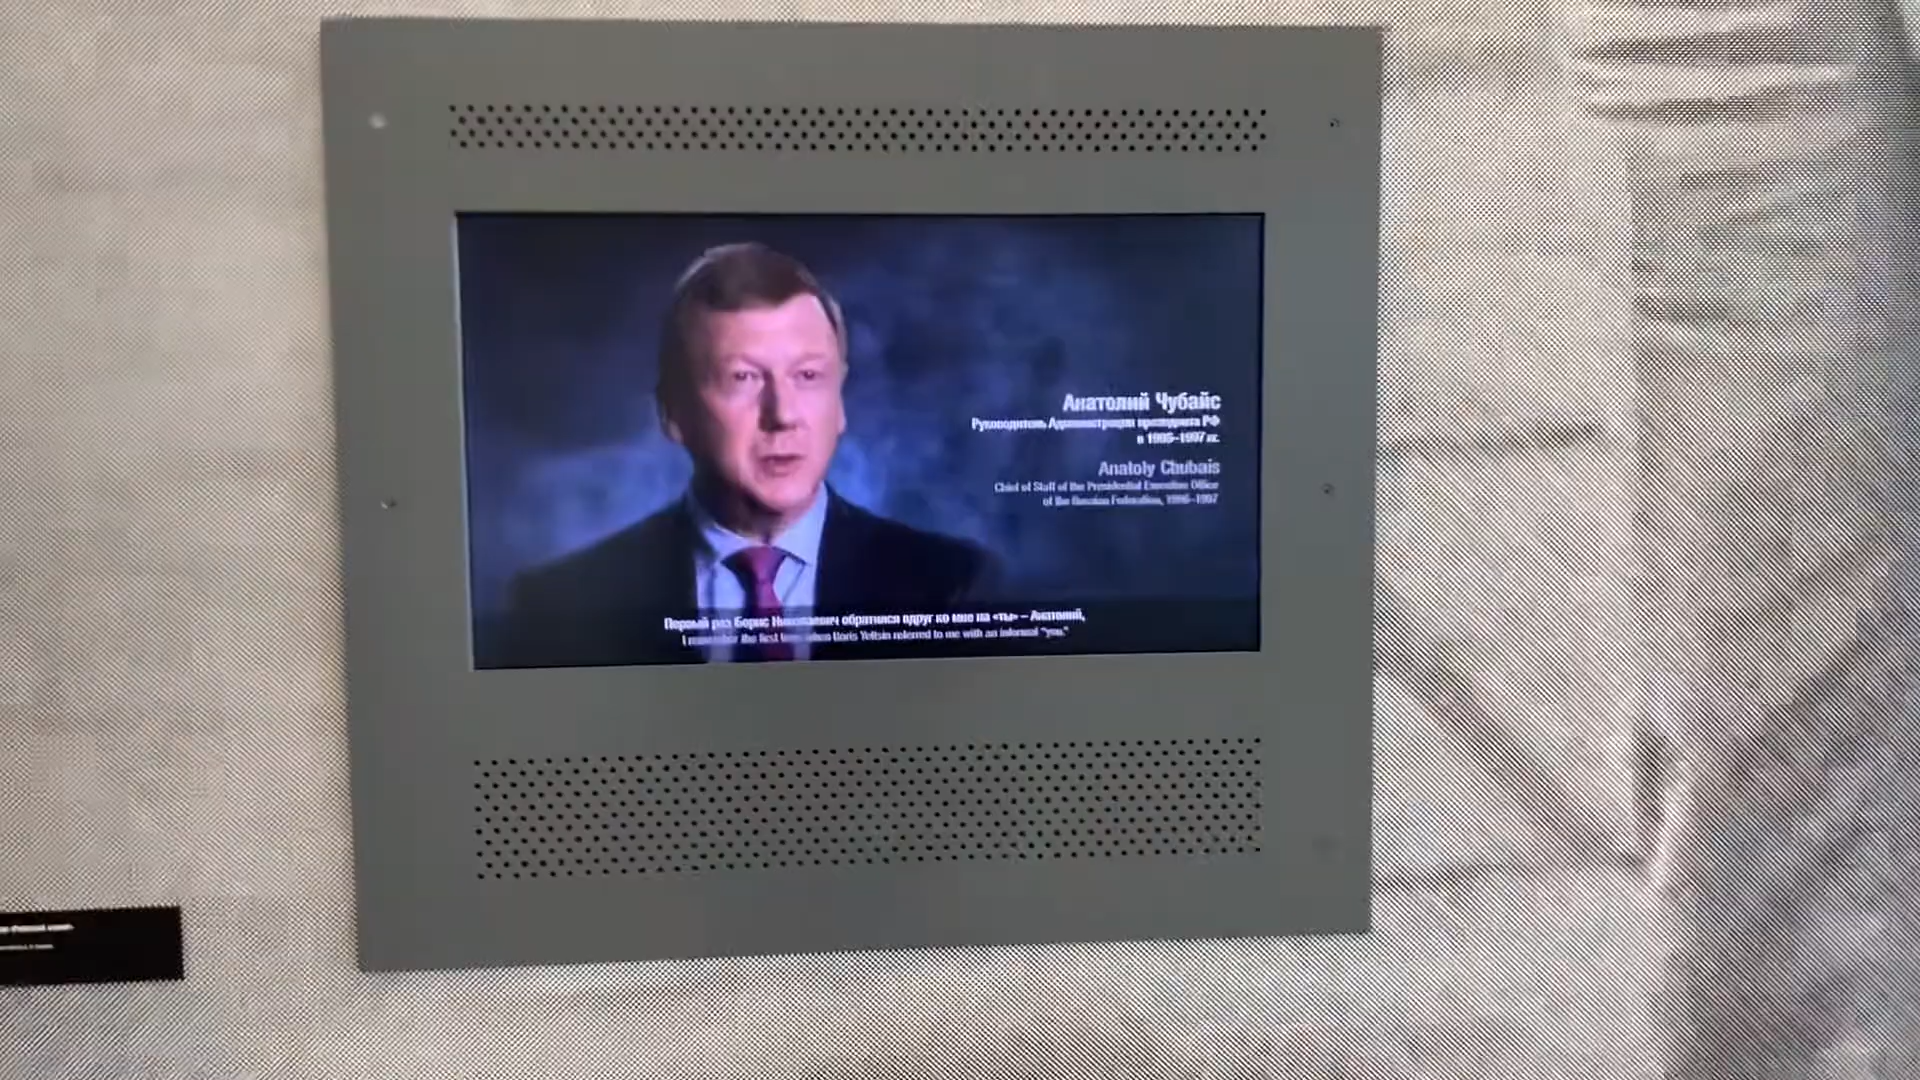 Анатолий Чубайс
Руководитель Администрации президента РФ
в 1996–1997 гг.
Anatoly Chubais
Chief of Staff of the Presidential Executive Office
of the Russian Federation, 1996–1997
Первый раз Борис Николаевич обратился вдруг ко мне на «ты» – Анатолий,
I remember the first time when Boris Yeltsin referred to me with an informal "you."